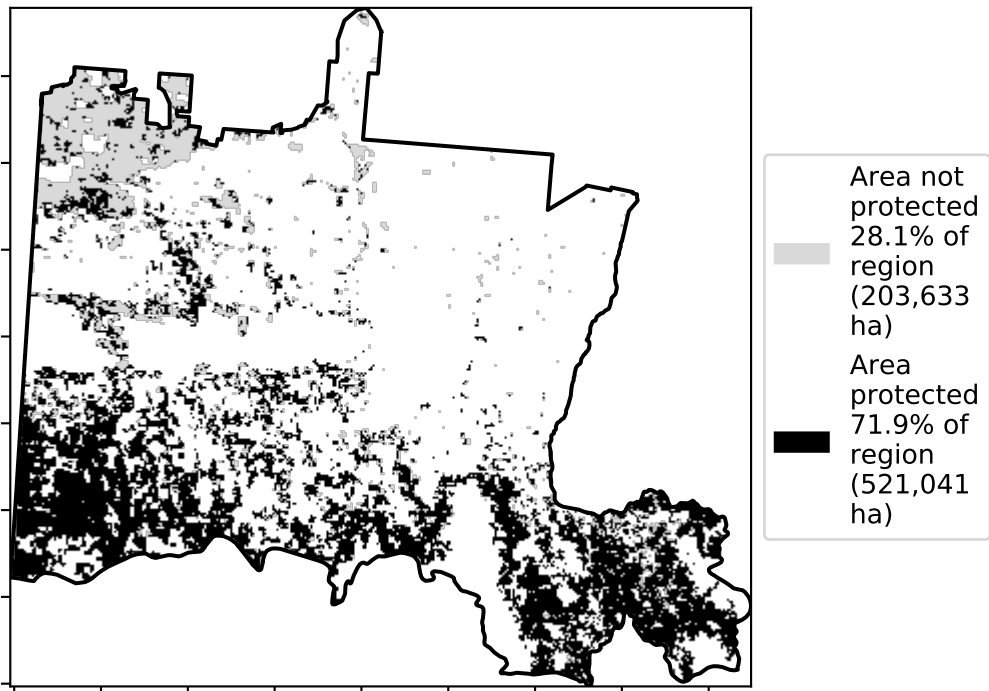 Area not
protected
28.1% of
region
(203,633
ha)
Area
protected
71.9% of
region
(521,041
ha)